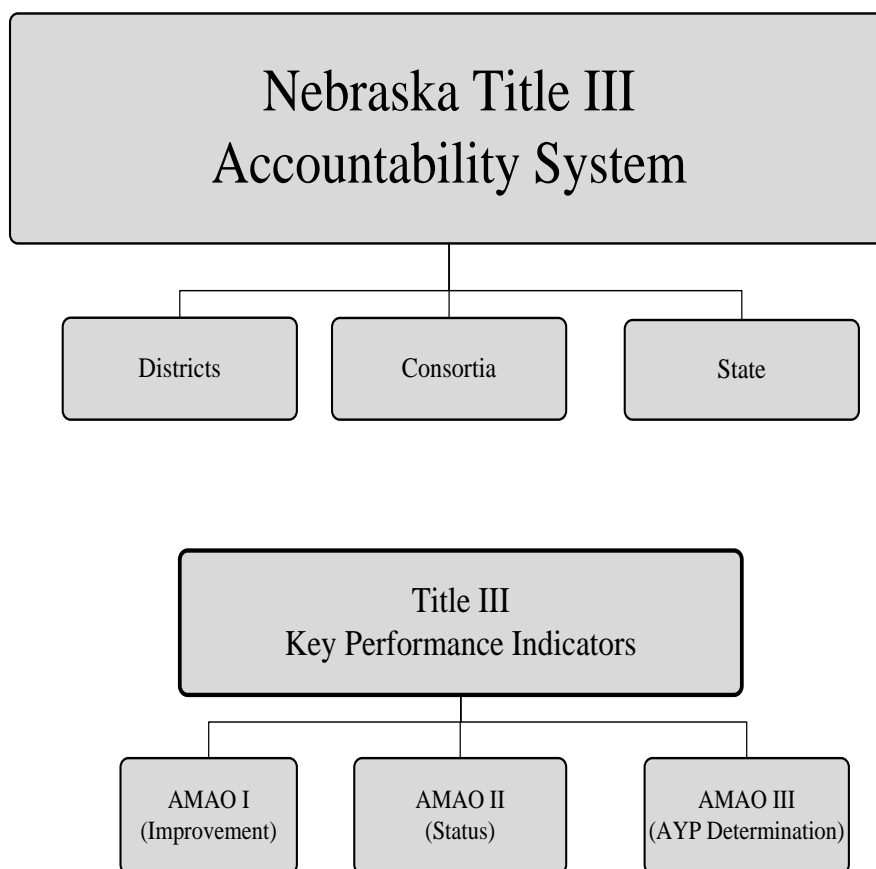 Nebraska Title III
Accountability System
Districts
Consortia
State
Title III
Key Performance Indicators
AMAO I
(Improvement)
AMAO II
(Status)
AMAO III
(AYP Determination)